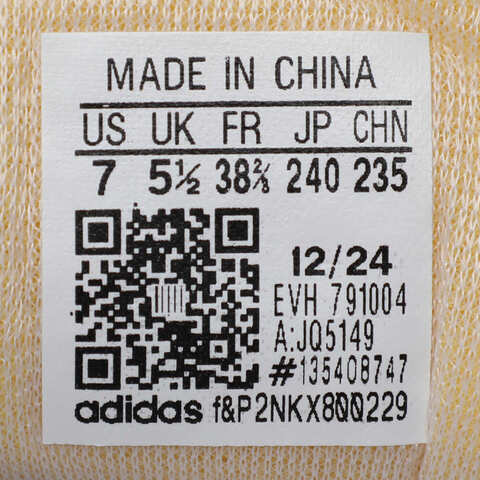 MADE IN CHINA
US UK FR JP CHN
7 5½ 38⅔ 240 235
12/24
EVH 791004
A:JQ5149
#135408747
adidas f&P2NKX800229